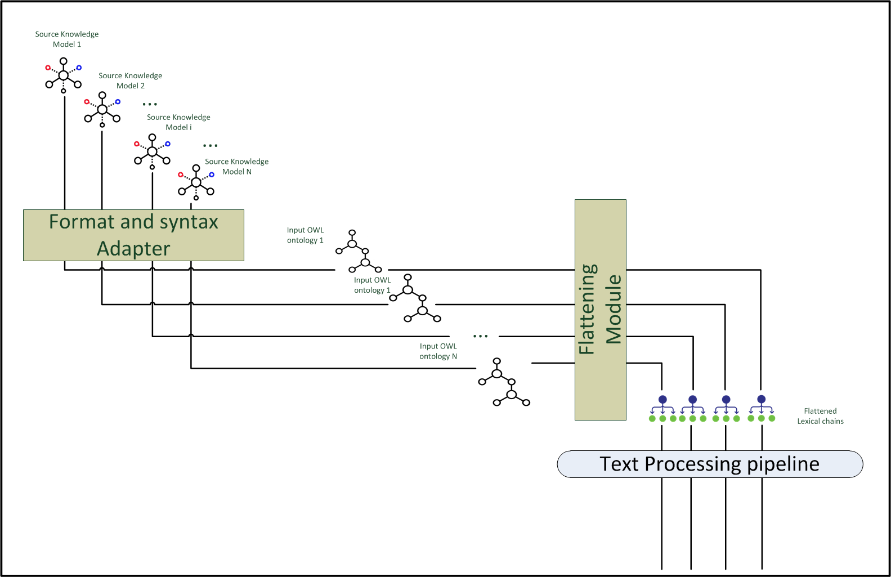 Source Knowledge
Model 1
Source Knowledge
Model 2
...
Source Knowledge
Model i
...
Source Knowledge
Model N
Format and syntax
Adapter
Input OWL
ontology 1
Input OWL
ontology 1
...
Input OWL
ontology N
Flattening
Module
Flattened
Lexical chains
Text Processing pipeline